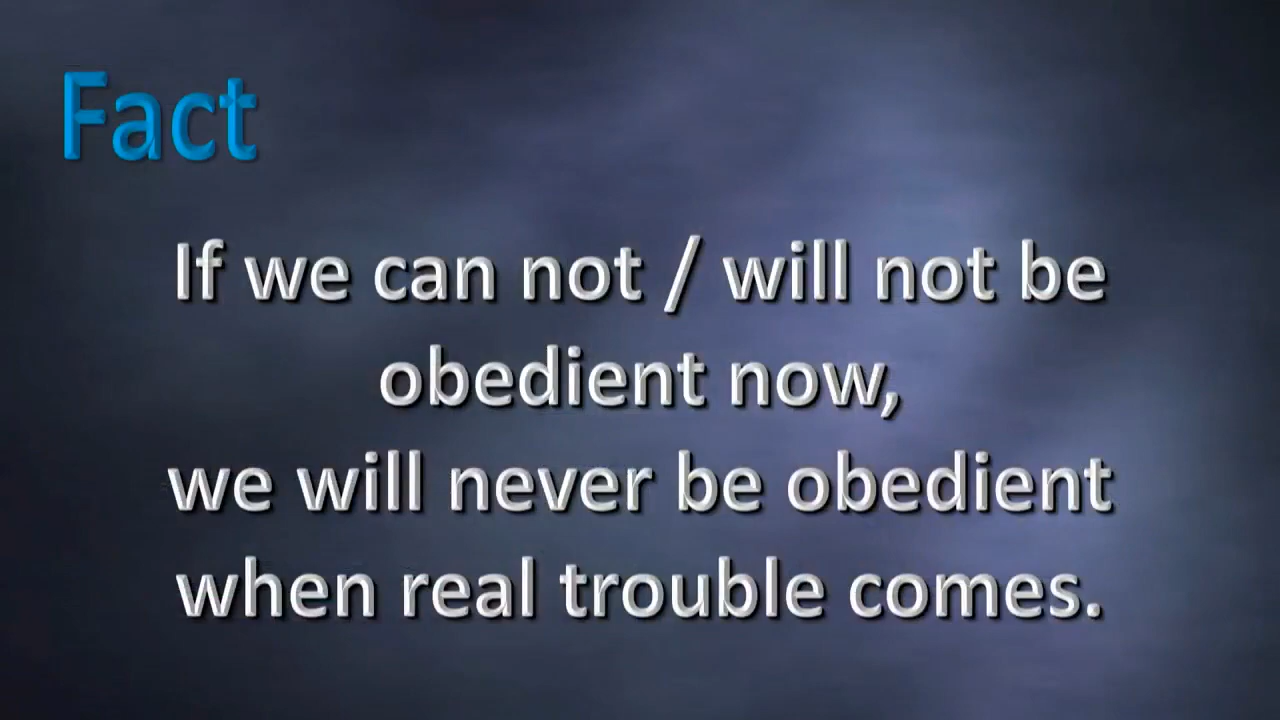 Fact
If we can not / will not be
obedient now,
we will never be obedient
when real trouble comes.